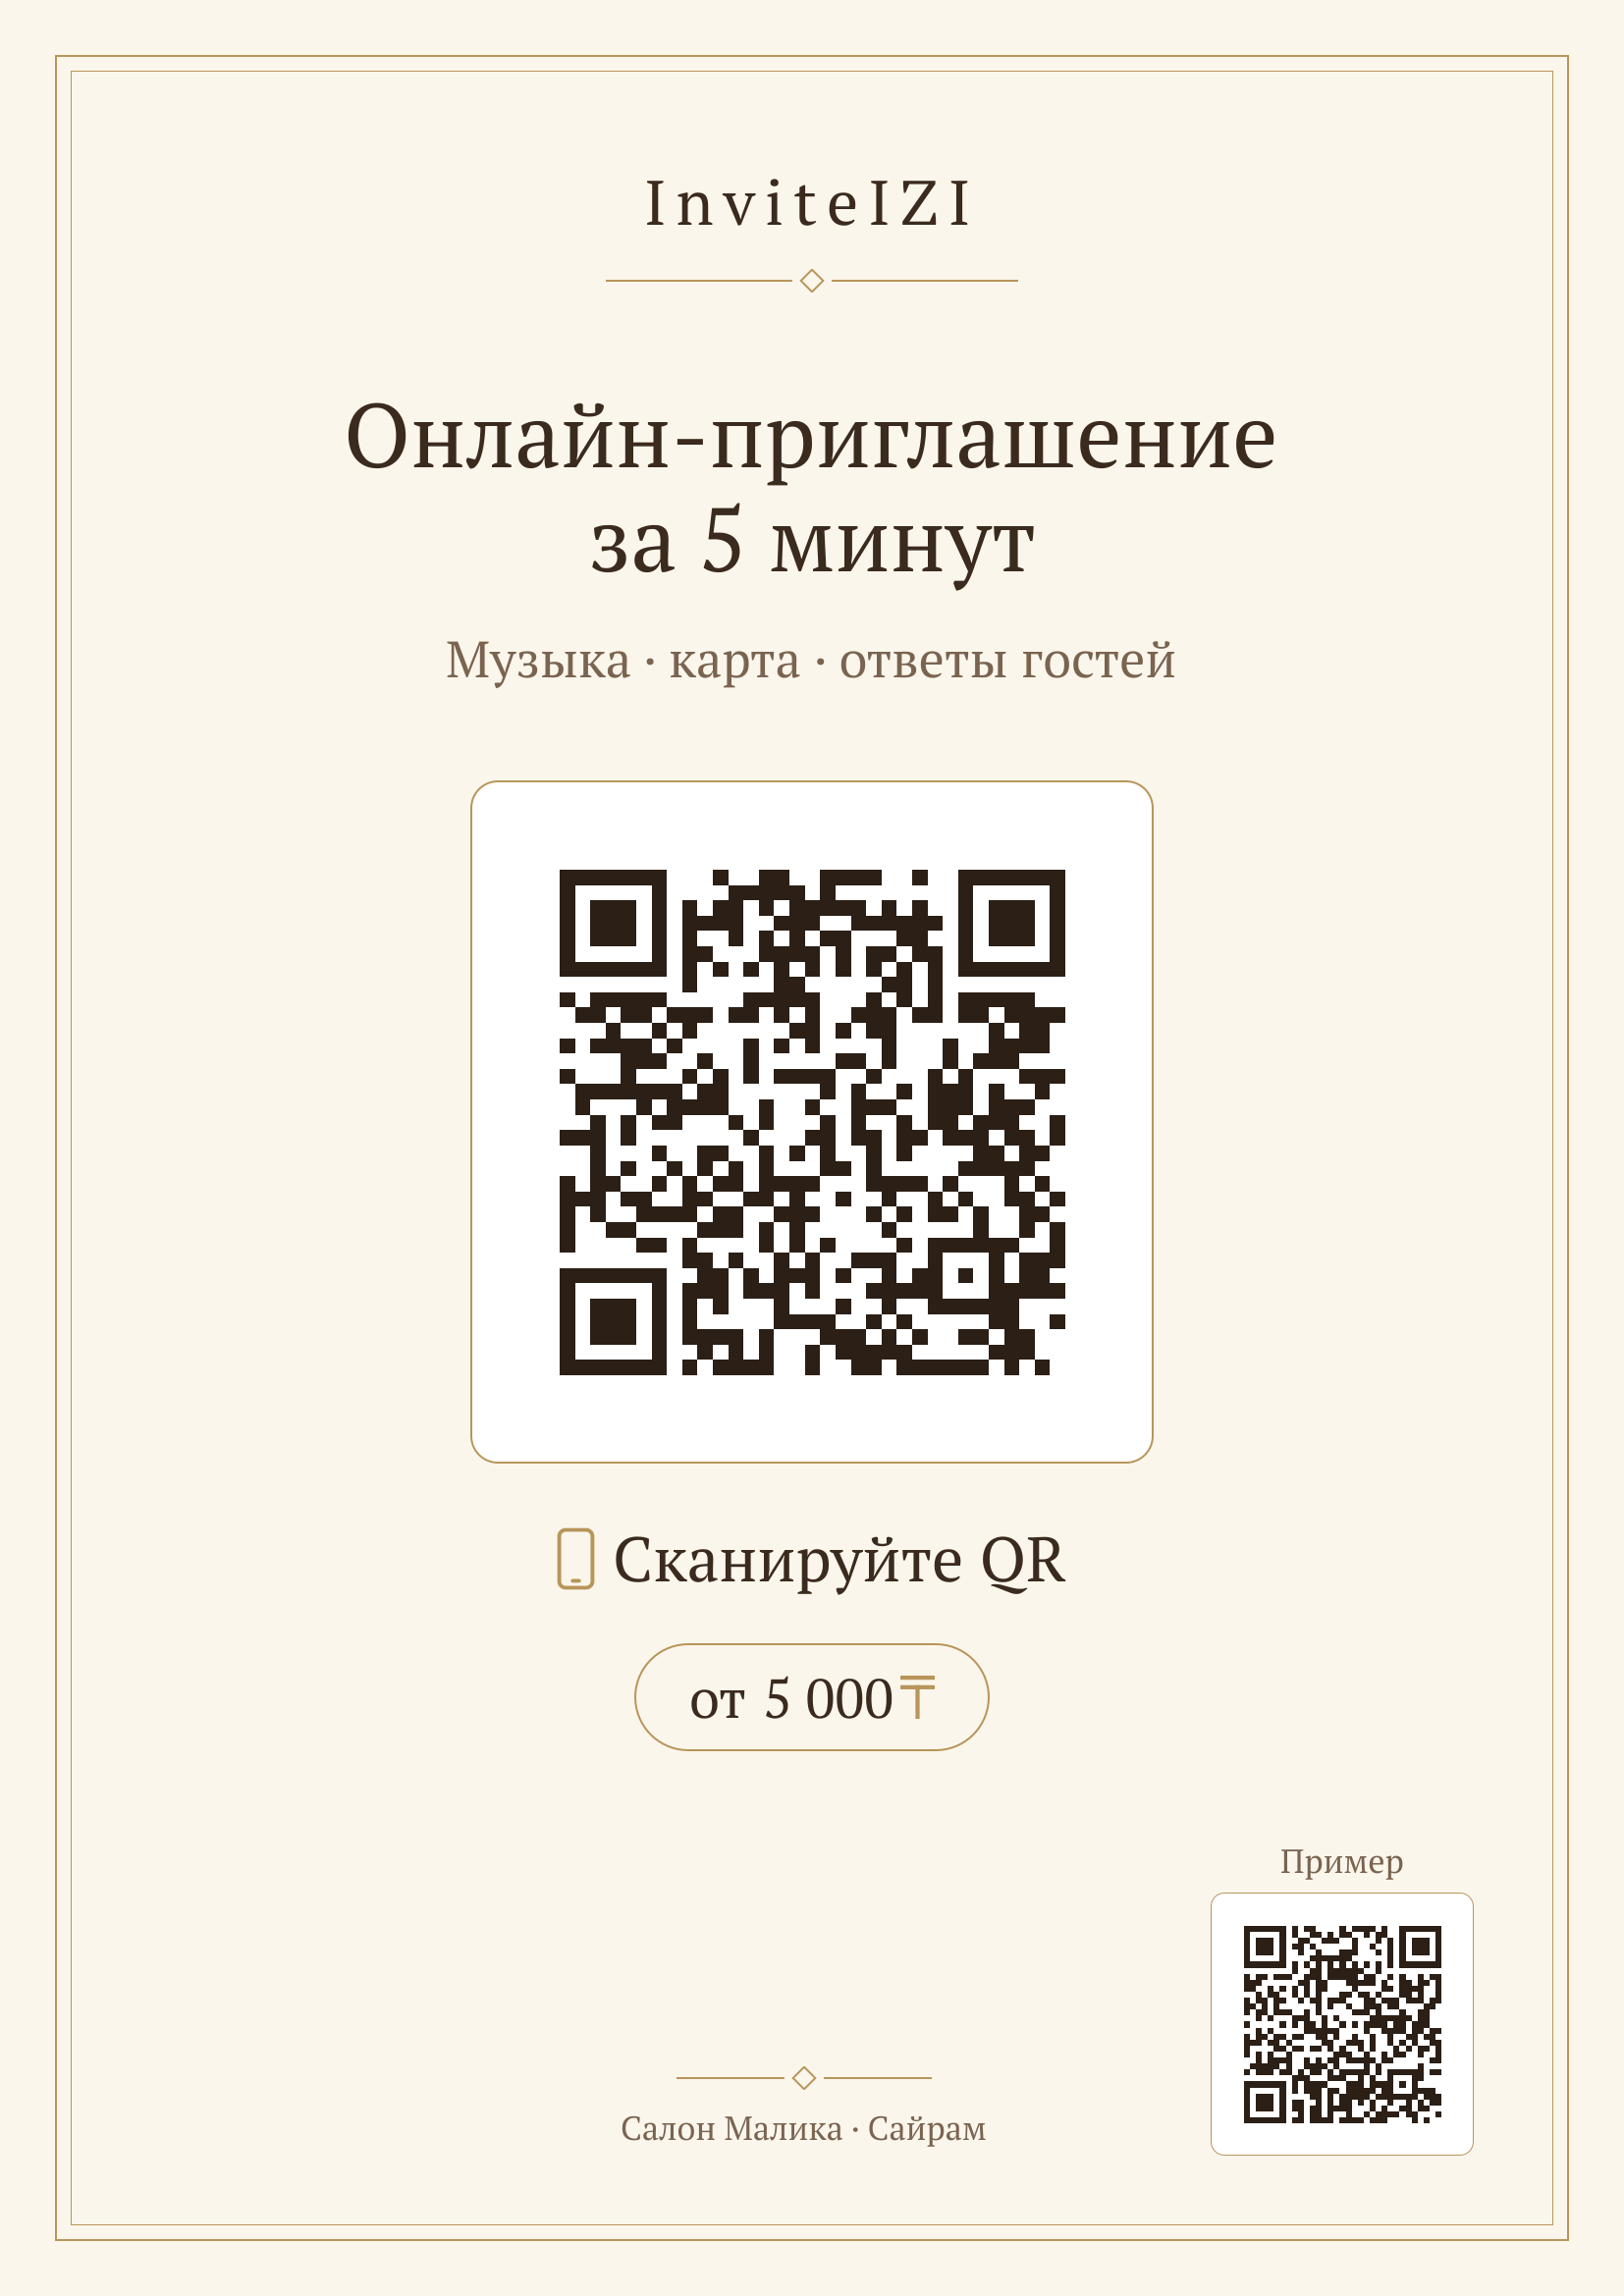 InviteIZI
Онлайн-приглашение
за 5 минут
Музыка · карта · ответы гостей
Сканируйте QR
от 5 000₸
Пример
Салон Малика · Сайрам